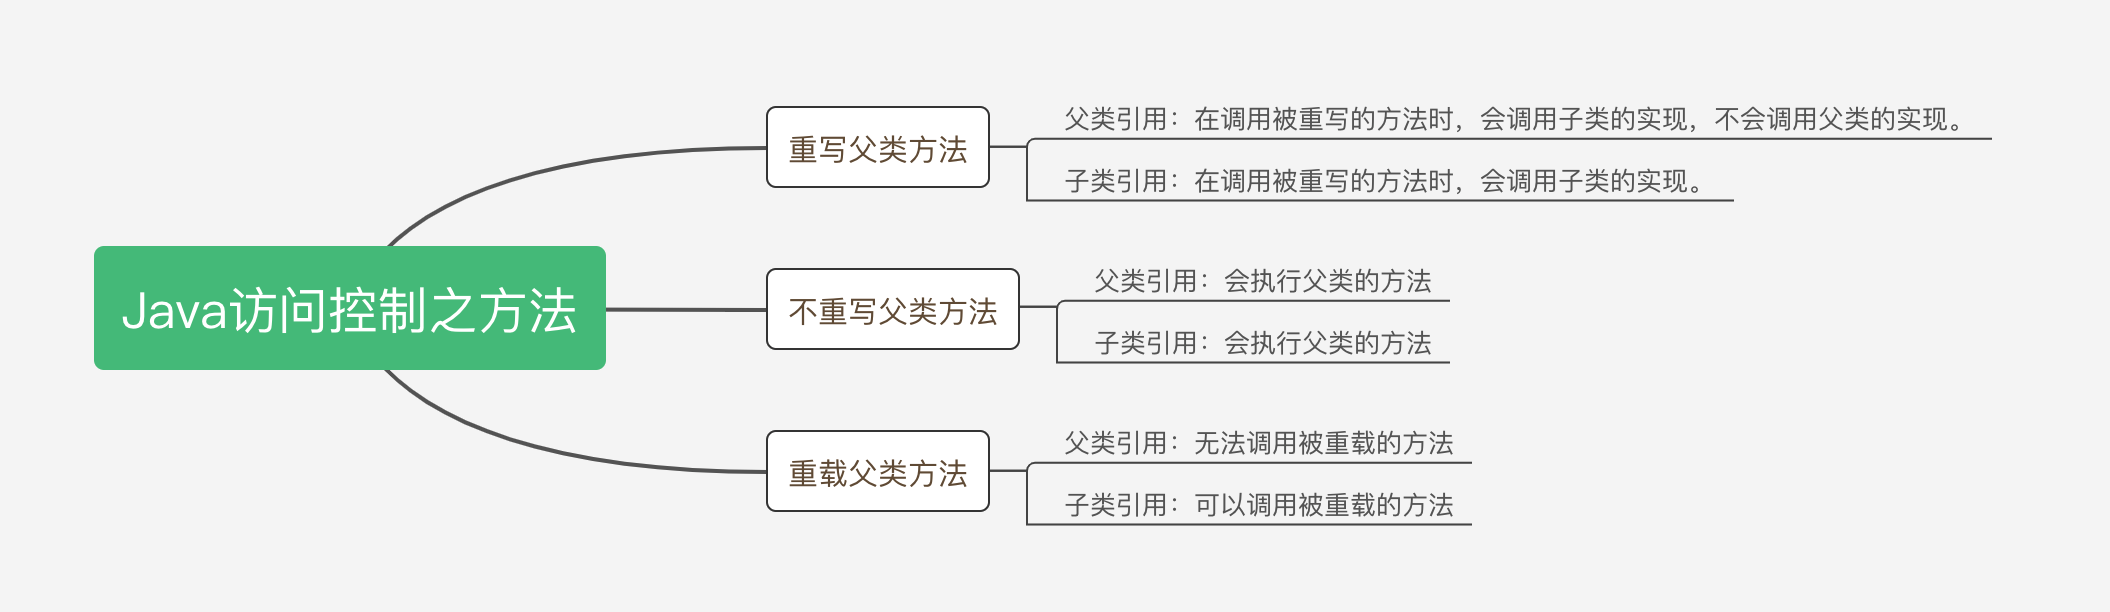 Java访问控制之方法
重写父类方法
父类引用：在调用被重写的方法时，会调用子类的实现，不会调用父类的实现。
子类引用：在调用被重写的方法时，会调用子类的实现。
不重写父类方法
父类引用：会执行父类的方法
子类引用：会执行父类的方法
重载父类方法
父类引用：无法调用被重载的方法
子类引用：可以调用被重载的方法